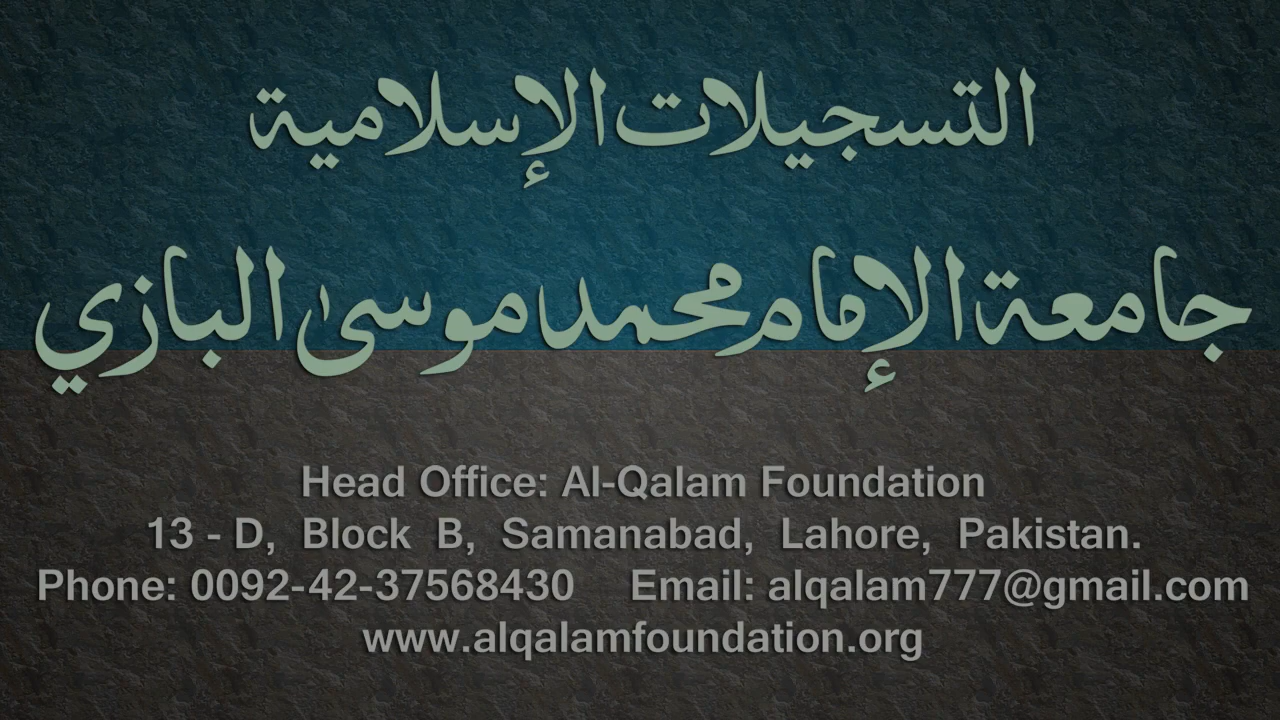 التسجيلات الإسلامية
جامعة الإمام محمد موسىٰ البازي
Head Office: Al-Qalam Foundation
13 - D, Block B, Samanabad, Lahore, Pakistan.
Phone: 0092-42-37568430 Email: alqalam777@gmail.com
www.alqalamfoundation.org